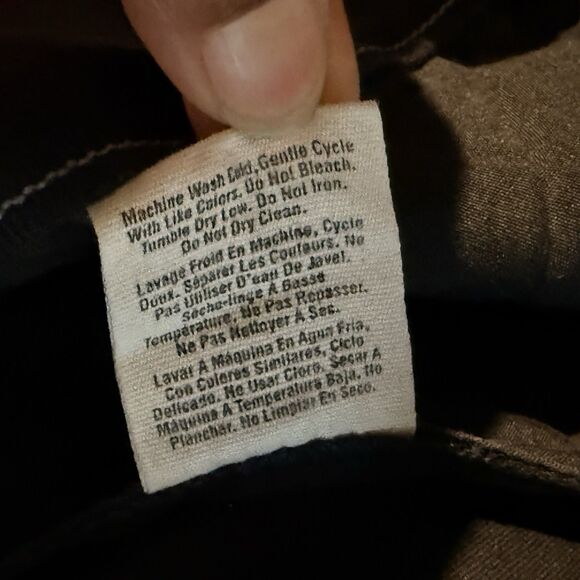 Machine Wash Cold, Gentle Cycle
With Like Colors. Do Not Bleach.
Tumble Dry Low. Do Not Iron.
Do Not Dry Clean.
Lavage Froid En Machine, Cycle
Doux. Séparer Les Couleurs. Ne
Pas Utiliser D'eau De Javel.
Sèche-linge A Basse
Température. Ne Pas Repasser.
Ne Pas Nettoyer A Sec.
Lavar A Máquina En Agua Fria,
Con Colores Similares, Ciclo
Delicado. No Usar Cloro. Secar A
Máquina A Temperatura Baja. No
Planchar. No Limpiar En Seco.